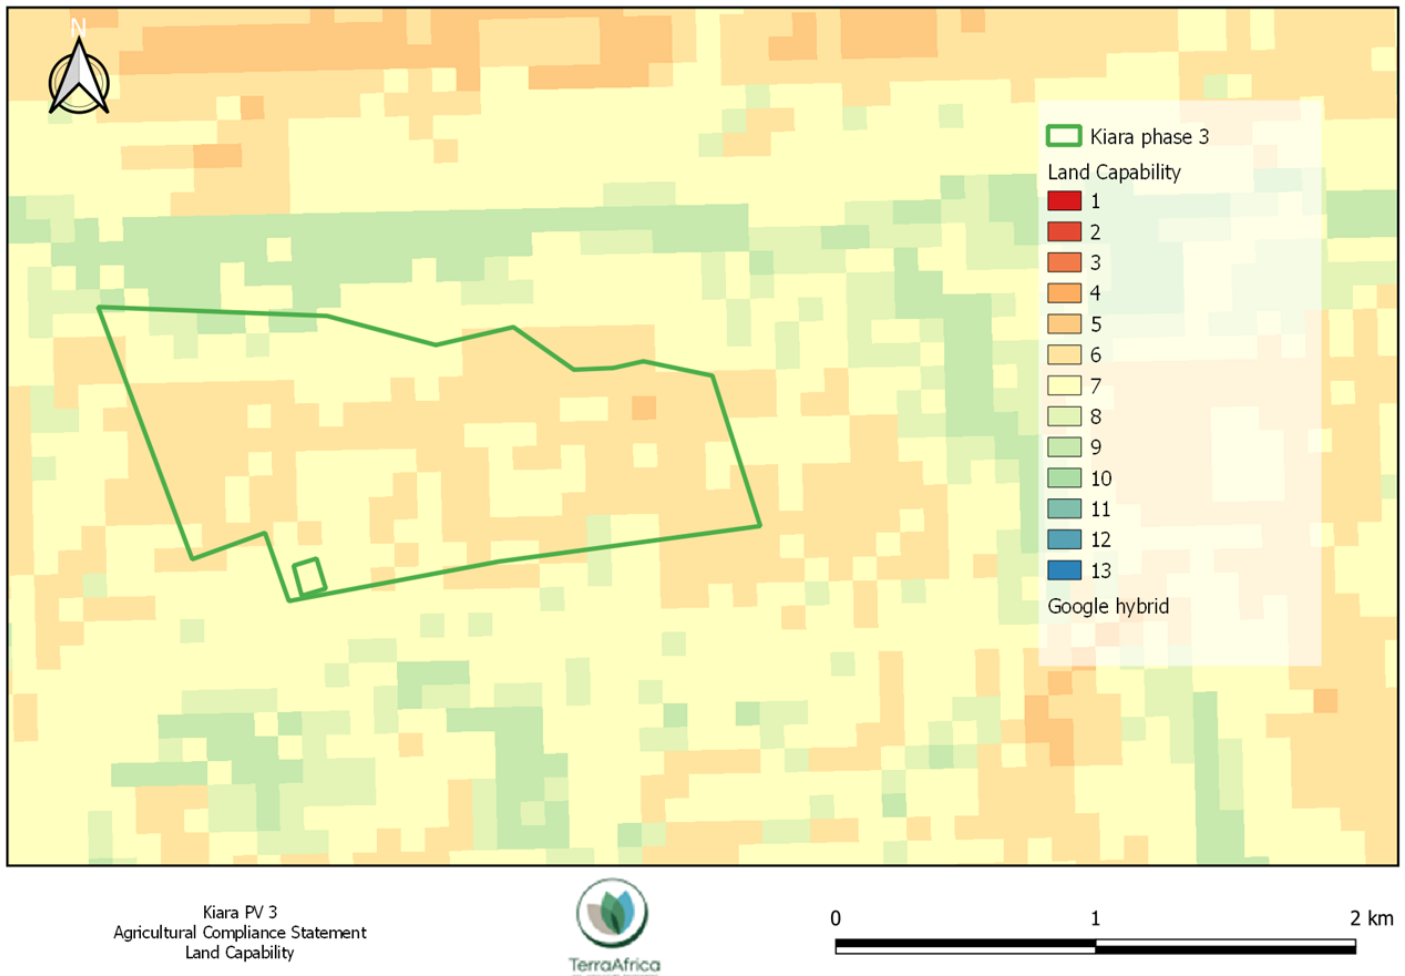 N
Kiara phase 3
Land Capability
1
2
3
4
5
6
7
8
9
10
11
12
13
Google hybrid
Kiara PV 3
Agricultural Compliance Statement
Land Capability
TerraAfrica
0 1 2 km